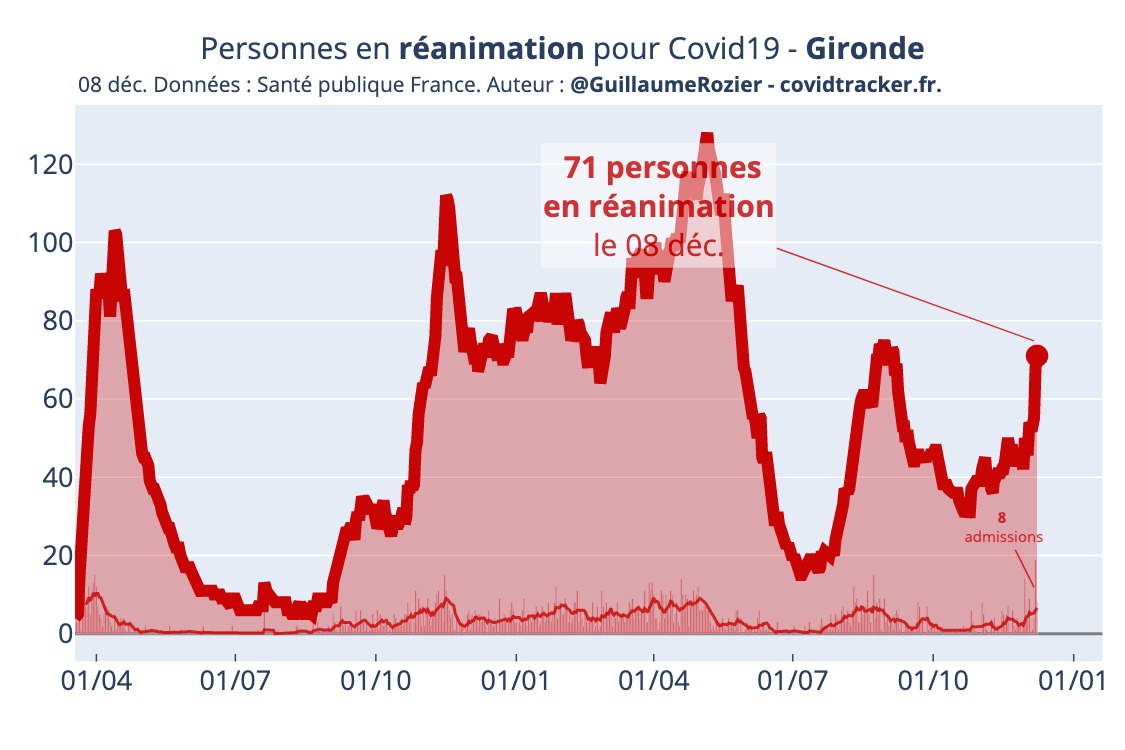 Personnes en réanimation pour Covid19 - Gironde
08 déc. Données : Santé publique France. Auteur : @GuillaumeRozier - covidtracker.fr.
71 personnes
en réanimation
le 08 déc.
120
100
80
60
40
20
0
8
admissions
01/04
01/07
01/10
01/01
01/04
01/07
01/10
01/01